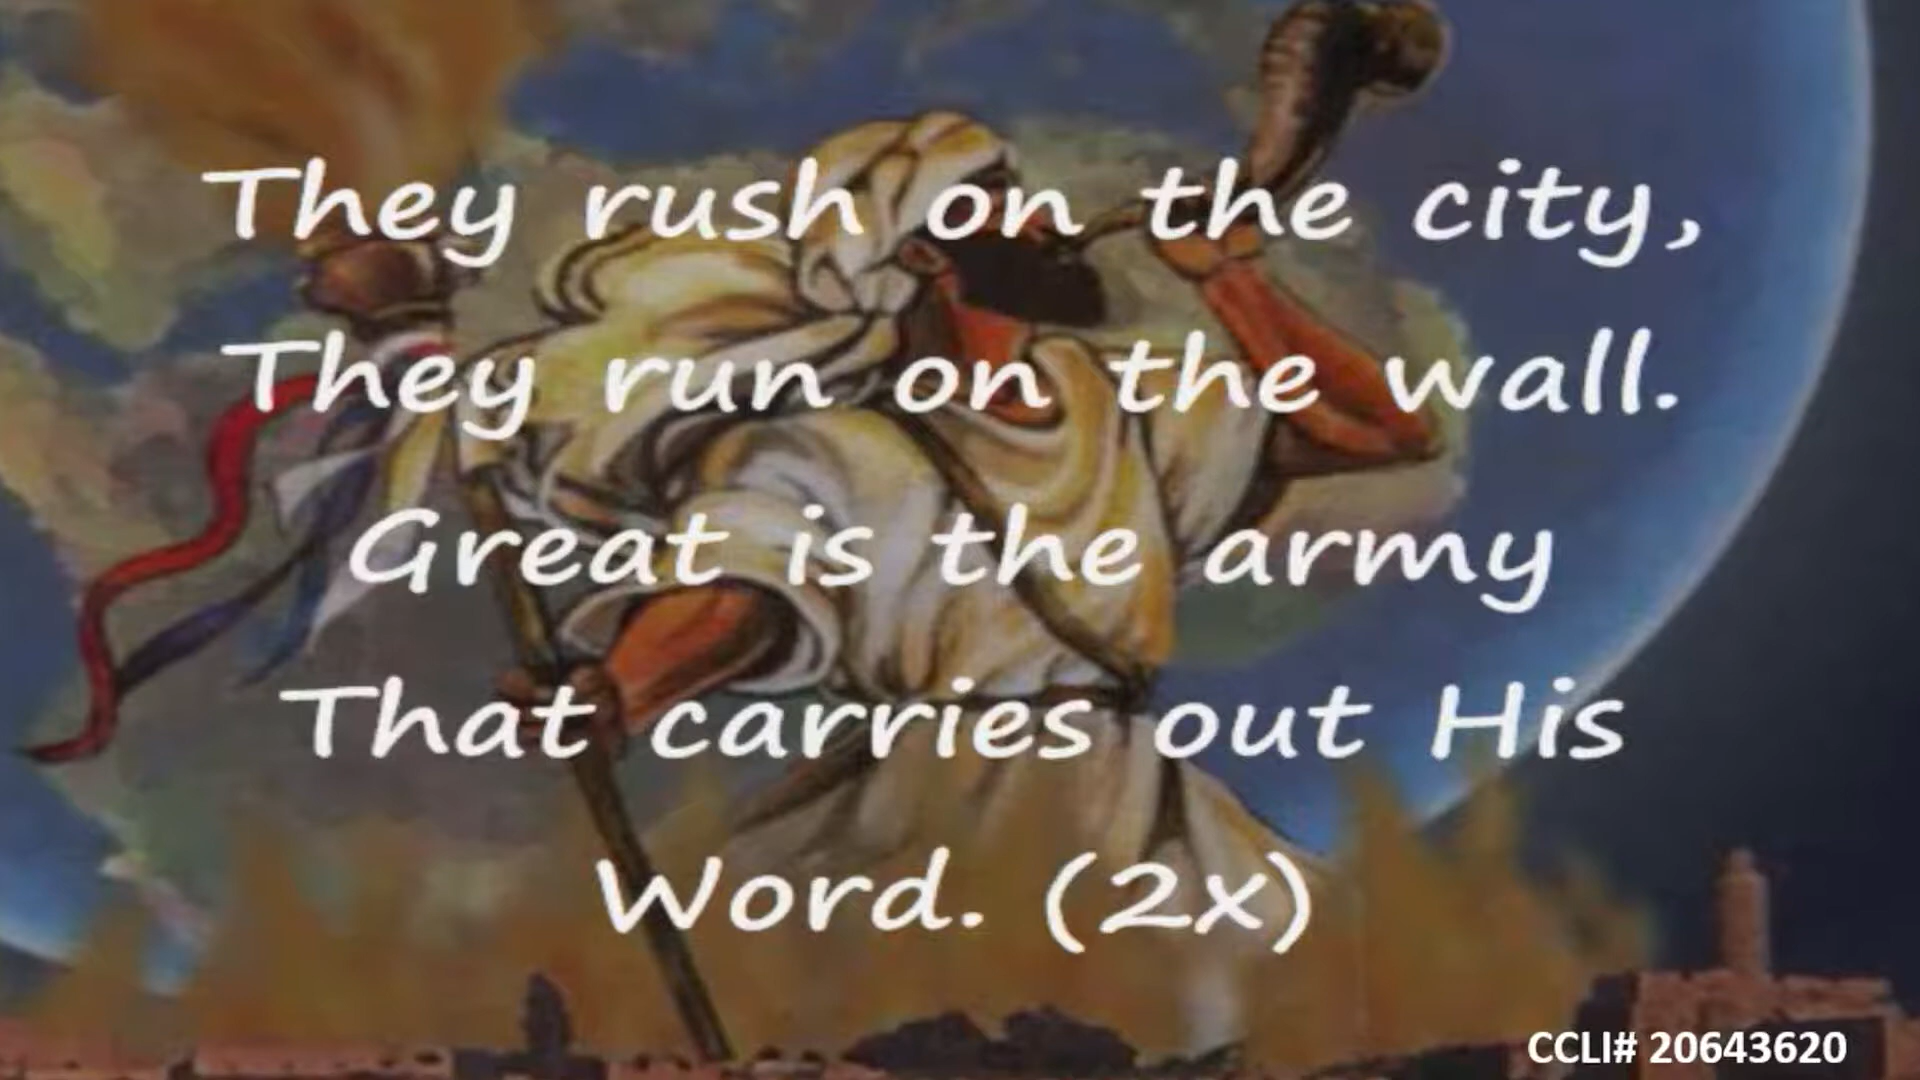 They rush on the city,
They run on the wall.
Great is the army
That carries out His
Word. (2x)
CCLI# 20643620